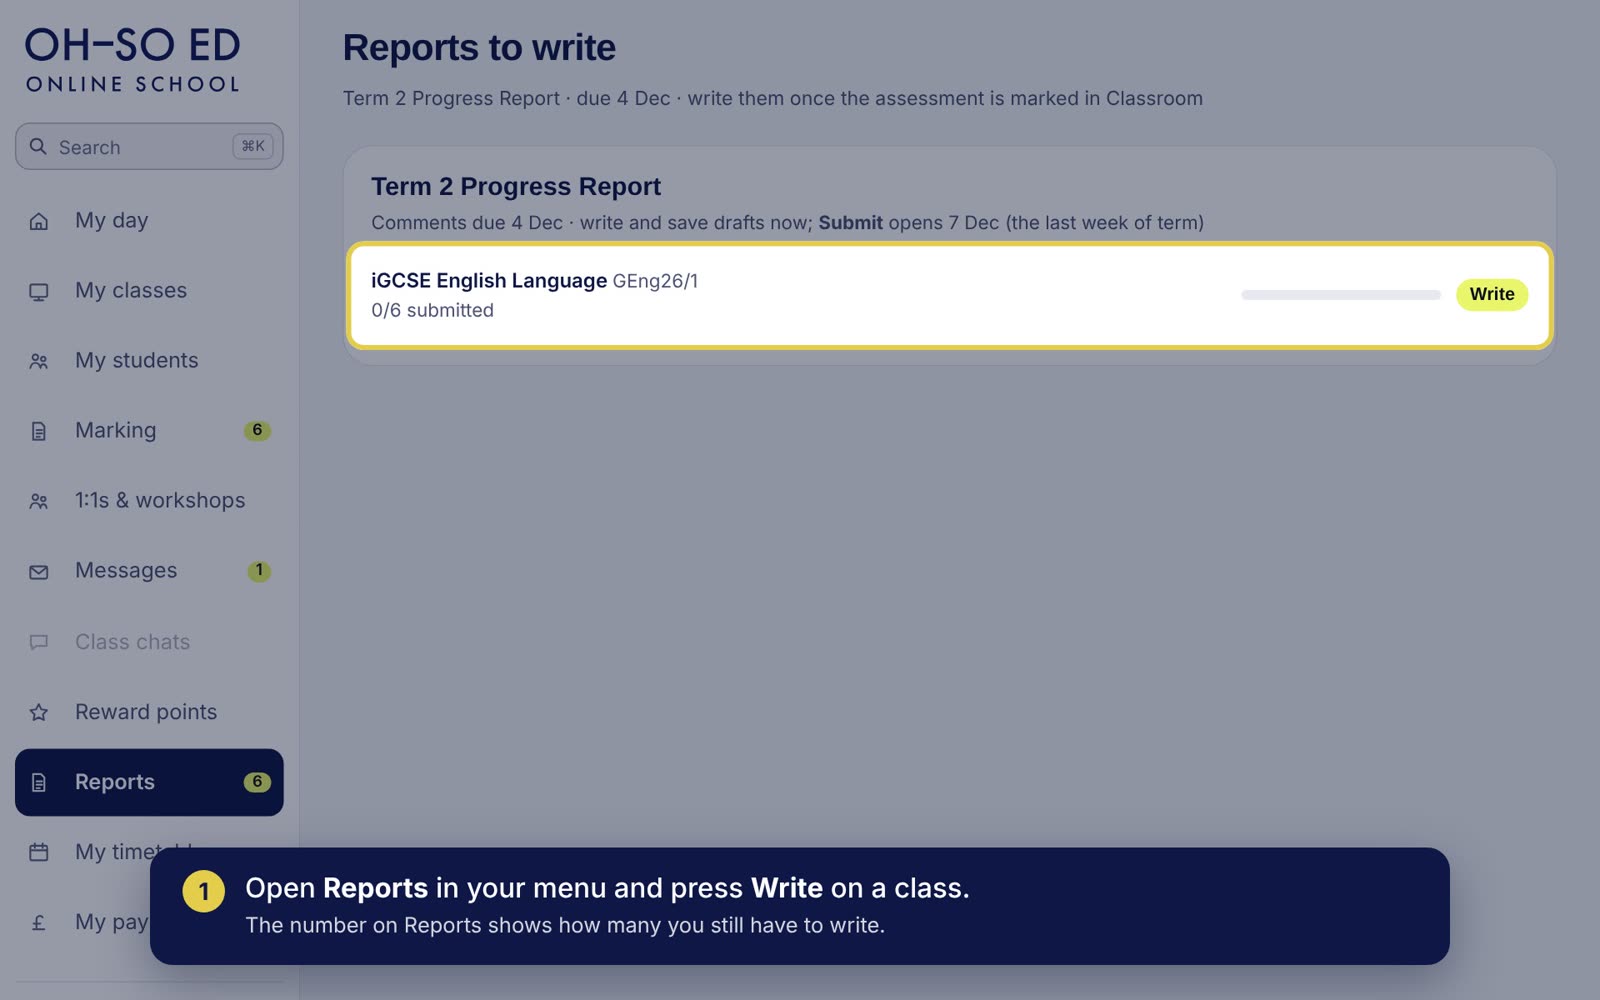 OH–SO ED
ONLINE SCHOOL
Search
⌘K
My day
My classes
My students
Marking
6
1:1s & workshops
Messages
1
Class chats
Reward points
Reports
6
My pay
Reports to write
Term 2 Progress Report · due 4 Dec · write them once the assessment is marked in Classroom
Term 2 Progress Report
Comments due 4 Dec · write and save drafts now; Submit opens 7 Dec (the last week of term)
iGCSE English Language GEng26/1
0/6 submitted
Write
1
Open Reports in your menu and press Write on a class.
The number on Reports shows how many you still have to write.